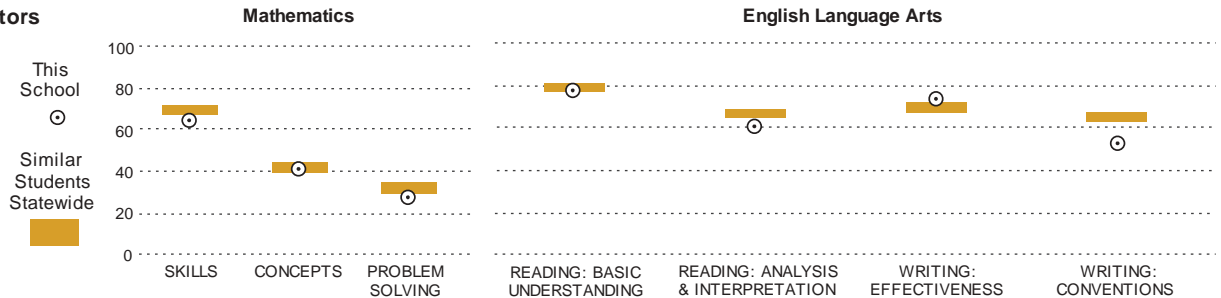 tors
Mathematics
English Language Arts
This
School
Similar
Students
Statewide
100
80
60
40
20
0
SKILLS
CONCEPTS
PROBLEM
SOLVING
READING: BASIC
UNDERSTANDING
READING: ANALYSIS
& INTERPRETATION
WRITING:
EFFECTIVENESS
WRITING:
CONVENTIONS